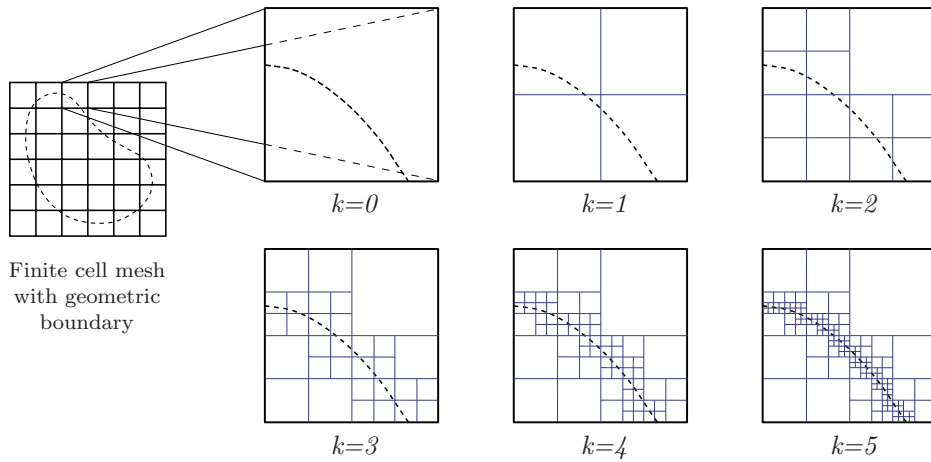 k=0
k=1
k=2
Finite cell mesh
with geometric
boundary
k=3
k=4
k=5